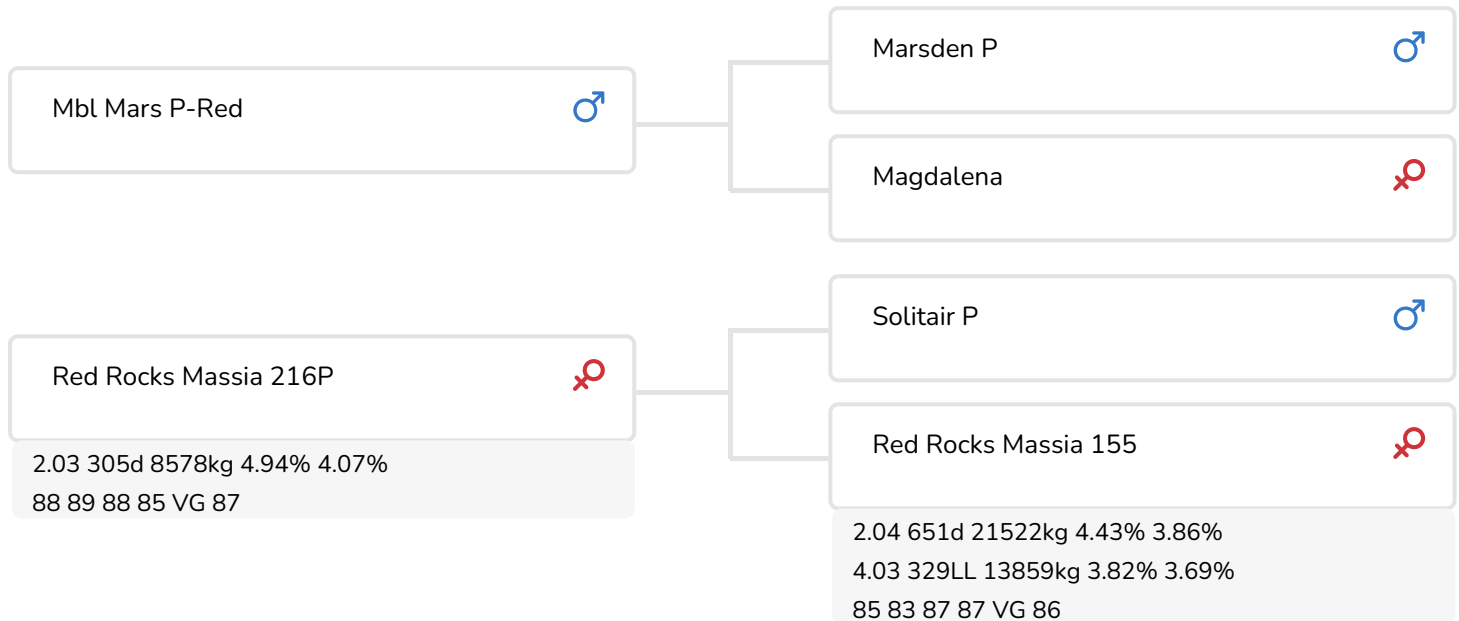 Mbl Mars P-Red
Marsden P
Magdalena
Red Rocks Massia 216P
2.03 305d 8578kg 4.94% 4.07%
88 89 88 85 VG 87
Solitair P
Red Rocks Massia 155
2.04 651d 21522kg 4.43% 3.86%
4.03 329LL 13859kg 3.82% 3.69%
85 83 87 87 VG 86